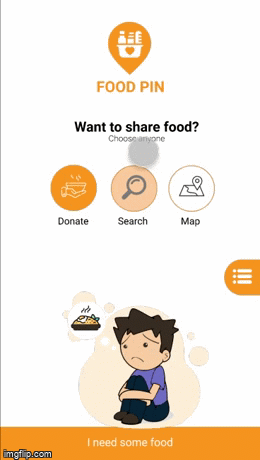 FOOD PIN
Want to share food?
Choose anyone
Donate
Search
Map
I need some food
imgflip.com